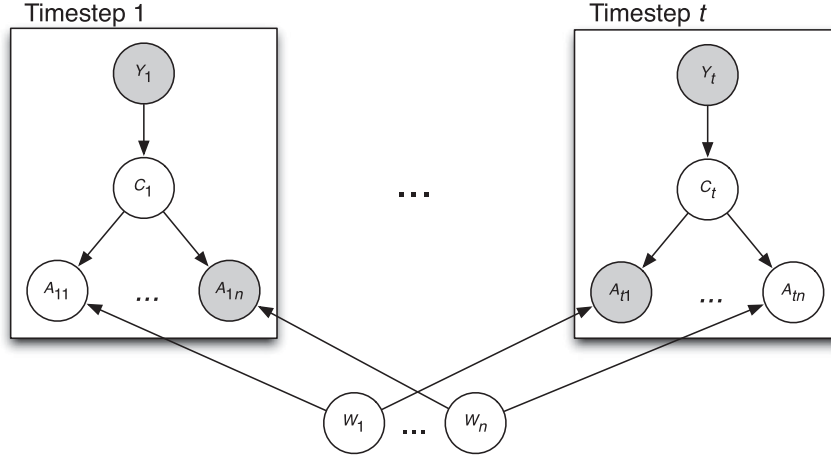 Timestep 1
Timestep t
Y1
Yt
C1
Ct
...
A11
...
A1n
At1
...
Atn
W1
...
Wn